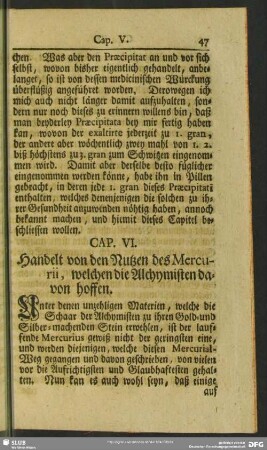 Cap. V. 47
chen. Was aber den Præcipitat an und vor sich
selbst, wovon bisher eigentlich gehandelt, anbe-
langet, so ist von dessen medicinischen Würckung
überflüßig angeführet worden. Derowegen ich
mich auch nicht länger damit aufzuhalten, son-
dern nur noch dieses zu erinnern wollens bin, daß
man beyderley Præcipitata bey mir fertig haben
kan, wovon der exaltirte jederzeit zu 1. gran,
der andere aber wöchentlich zwey mahl von 1. 2.
biß höchstens zu 3. gran zum Schwitzen eingenom-
men wird. Damit aber derselbe desto füglicher
eingenommen werden könne, habe ihn in Pillen
gebracht, in deren jede 1. gran dieses Præcipitats
enthalten, welches denenjenigen die solchen zu ih-
rer Gesundheit anzuwenden nöthig haben, annoch
bekannt machen, und hiemit dieses Capitel be-
schliessen wollen.
CAP. VI.
Handelt von den Nutzen des Mercu-
rii, welchen die Alchymisten da-
von hoffen.
Unter denen unzehligen Materien, welche die
Schaar der Alchymisten zu ihren Gold- und
Silber-machenden Stein erwehlen, ist der lauf-
fende Mercurius gewiß nicht der geringsten eine,
und werden diejenigen, welche diesen Mercurial-
Weg gegangen und davon geschrieben, von vielen
vor die Aufrichtigsten und Glaubhaftesten gehal-
ten. Nun kan es auch wohl seyn, daß einige
auf
SLUB